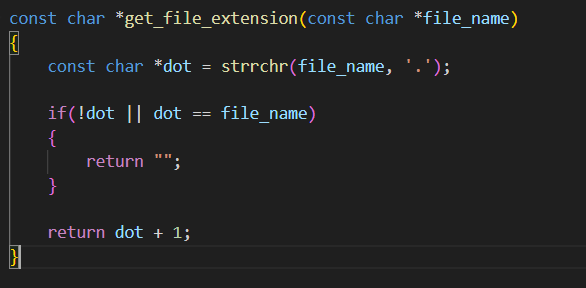 const char *get_file_extension(const char *file_name)
{
    const char *dot = strrchr(file_name, '.');
    if(!dot || dot == file_name)
    {
        return "";
    }
    return dot + 1;
}